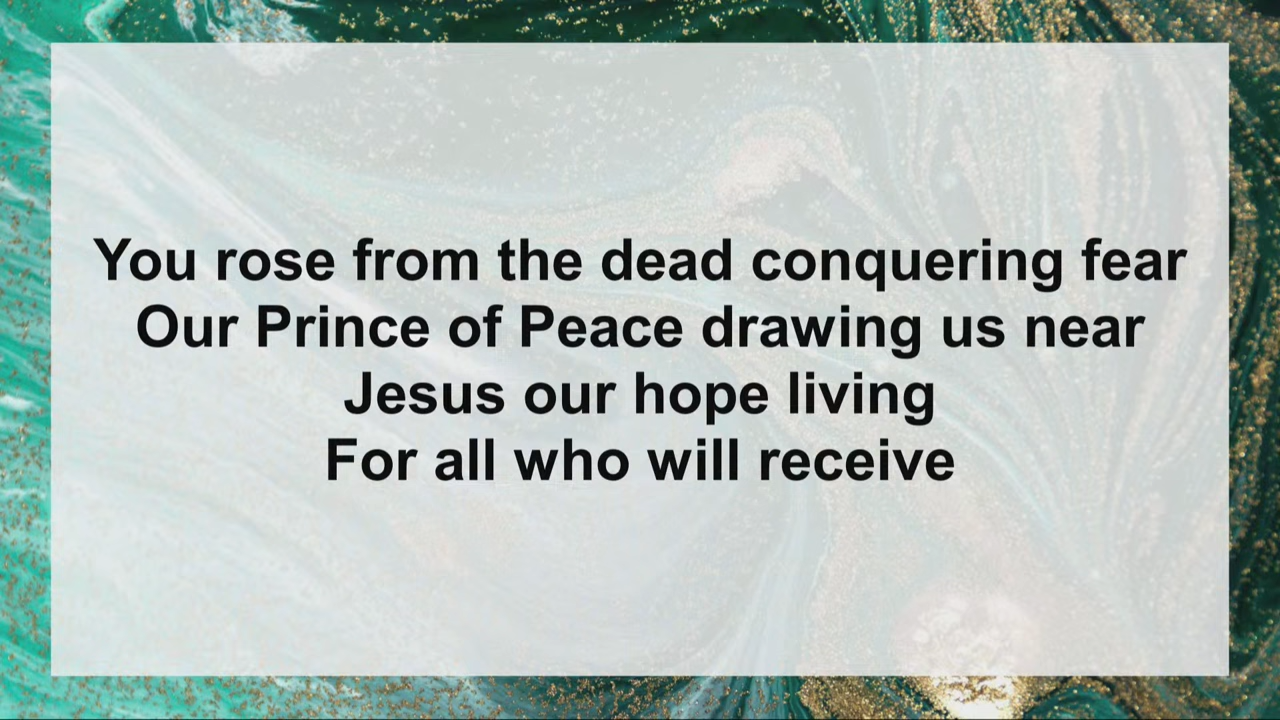 You rose from the dead conquering fear
Our Prince of Peace drawing us near
Jesus our hope living
For all who will receive